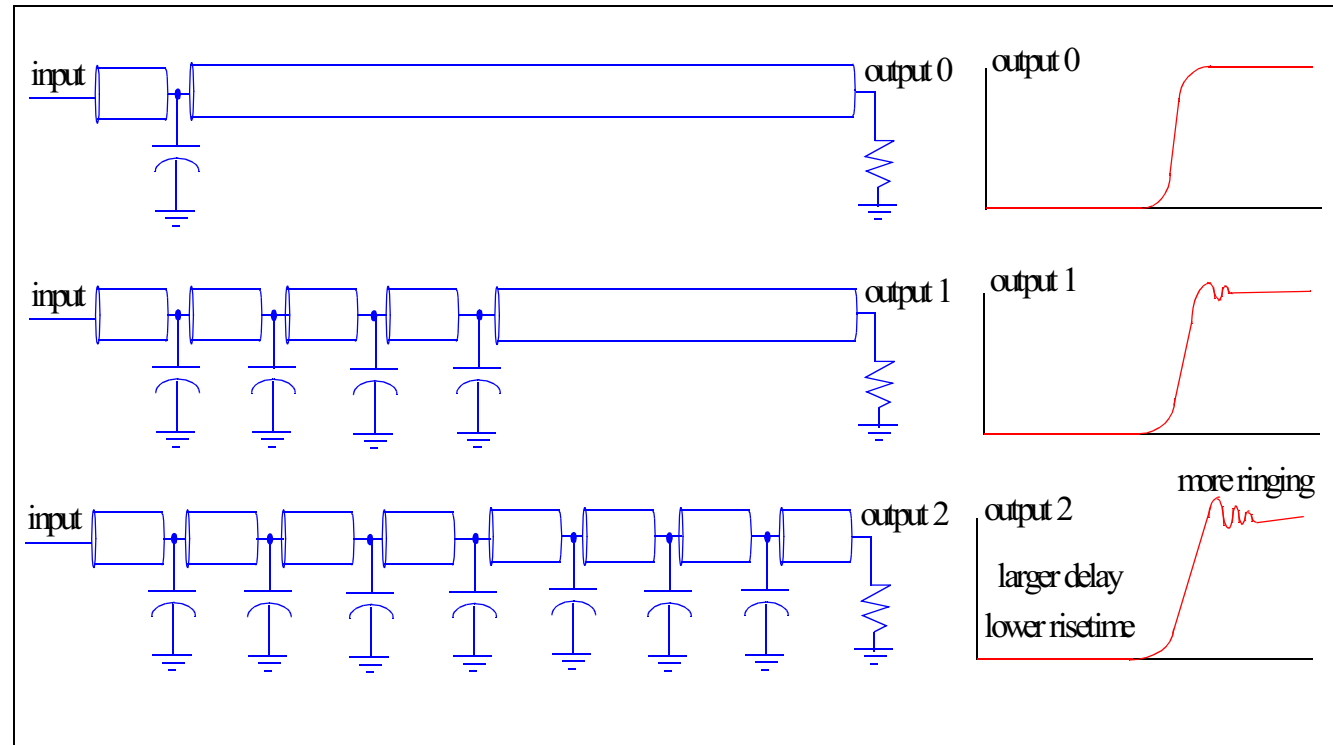 input
output 0
output 0
input
output 1
output 1
more ringing
input
output 2
output 2
larger delay
lower risetime